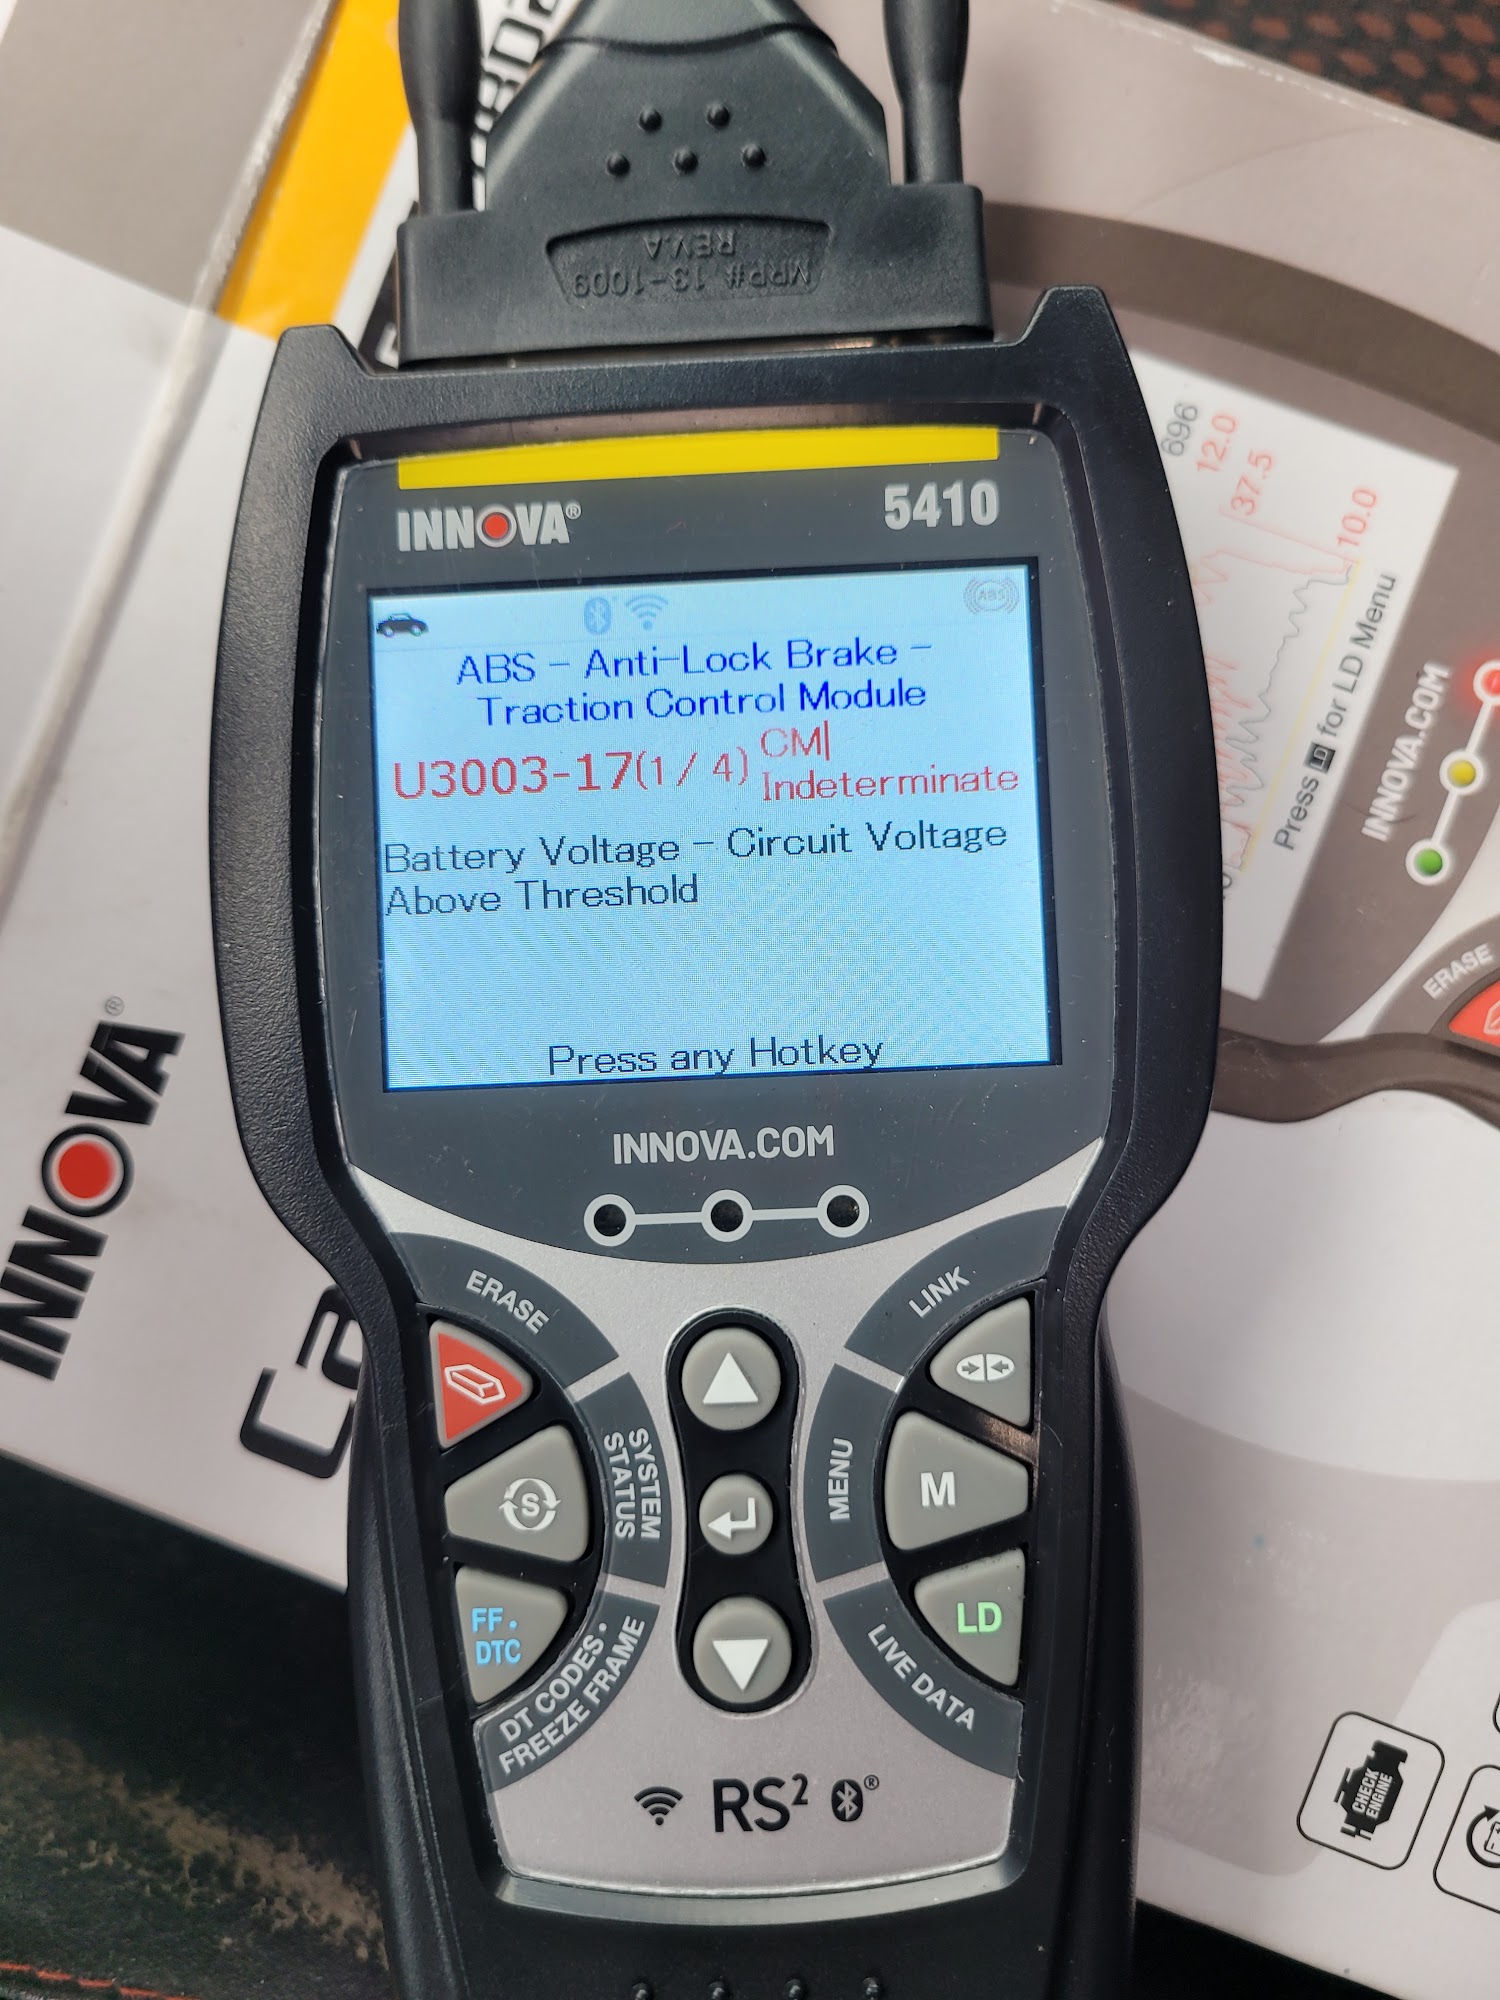 MRP# 13-1009
REV.A
INNOVA®
5410
ABS
ABS - Anti-Lock Brake -
Traction Control Module
U3003-17(1 / 4) CM|
Indeterminate
Battery Voltage - Circuit Voltage
Above Threshold
Press any Hotkey
INNOVA.COM
ERASE
LINK
S
SYSTEM
STATUS
MENU
M
FF.
DTC
DT CODES •
FREEZE FRAME
LD
LIVE DATA
RS²
®
INNOVA®
696
12.0
37.5
10.0
Press LD for LD Menu
INNOVA.COM
ERASE
CHECK
ENGINE